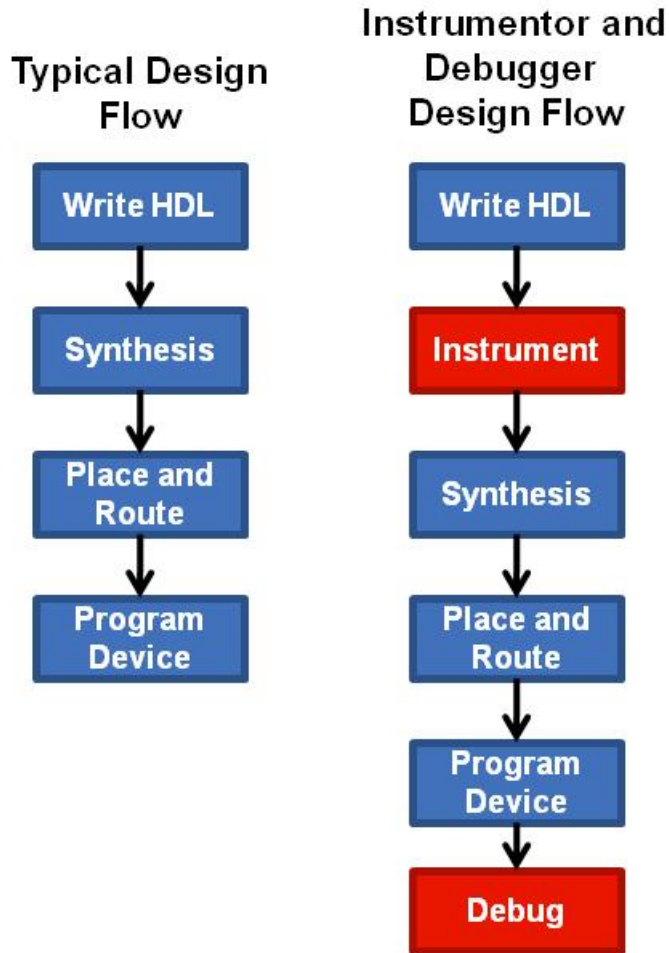 Typical Design
Flow
Write HDL
Synthesis
Place and
Route
Program
Device
Instrumentor and
Debugger
Design Flow
Write HDL
Instrument
Synthesis
Place and
Route
Program
Device
Debug